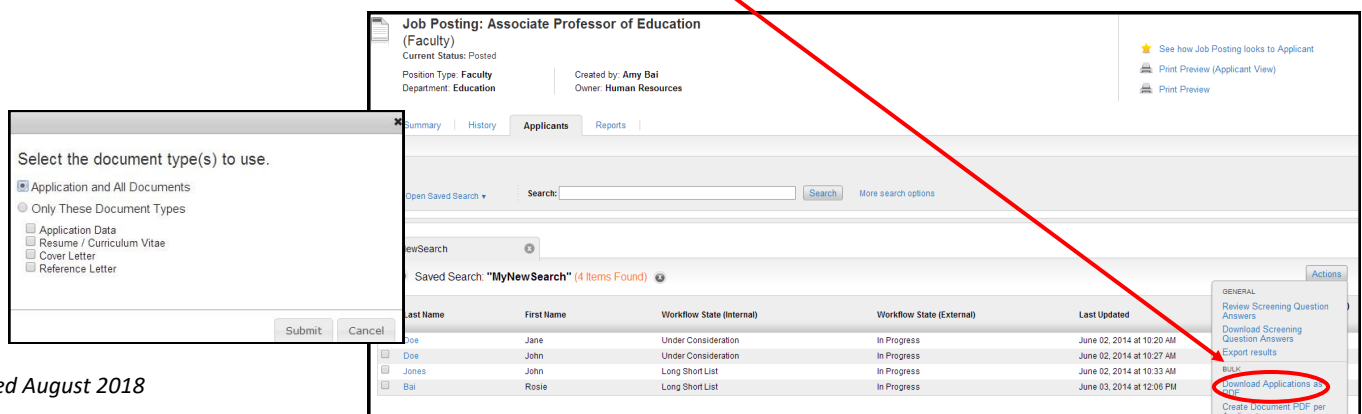 Job Posting: Associate Professor of Education
(Faculty)
Current Status: Posted
Position Type: Faculty
Department: Education
Created by: Amy Bai
Owner: Human Resources
See how Job Posting looks to Applicant
Print Preview (Applicant View)
Print Preview
Summary History Applicants Reports
Open Saved Search Search: Search More search options
Saved Search: "MyNewSearch" (4 Items Found)
Actions
Last Name First Name Workflow State (Internal) Workflow State (External) Last Updated
Doe Jane Under Consideration In Progress June 02, 2014 at 10:20 AM
Doe John Under Consideration In Progress June 02, 2014 at 10:27 AM
Jones John Long Short List In Progress June 02, 2014 at 10:33 AM
Bai Rosie Long Short List In Progress June 03, 2014 at 12:06 PM
GENERAL
Review Screening Question
Answers
Download Screening
Question Answers
Export results
BULK
Download Applications as
PDF
Create Document PDF per
Select the document type(s) to use.
Application and All Documents
Only These Document Types
Application Data
Resume / Curriculum Vitae
Cover Letter
Reference Letter
Submit Cancel
August 2018